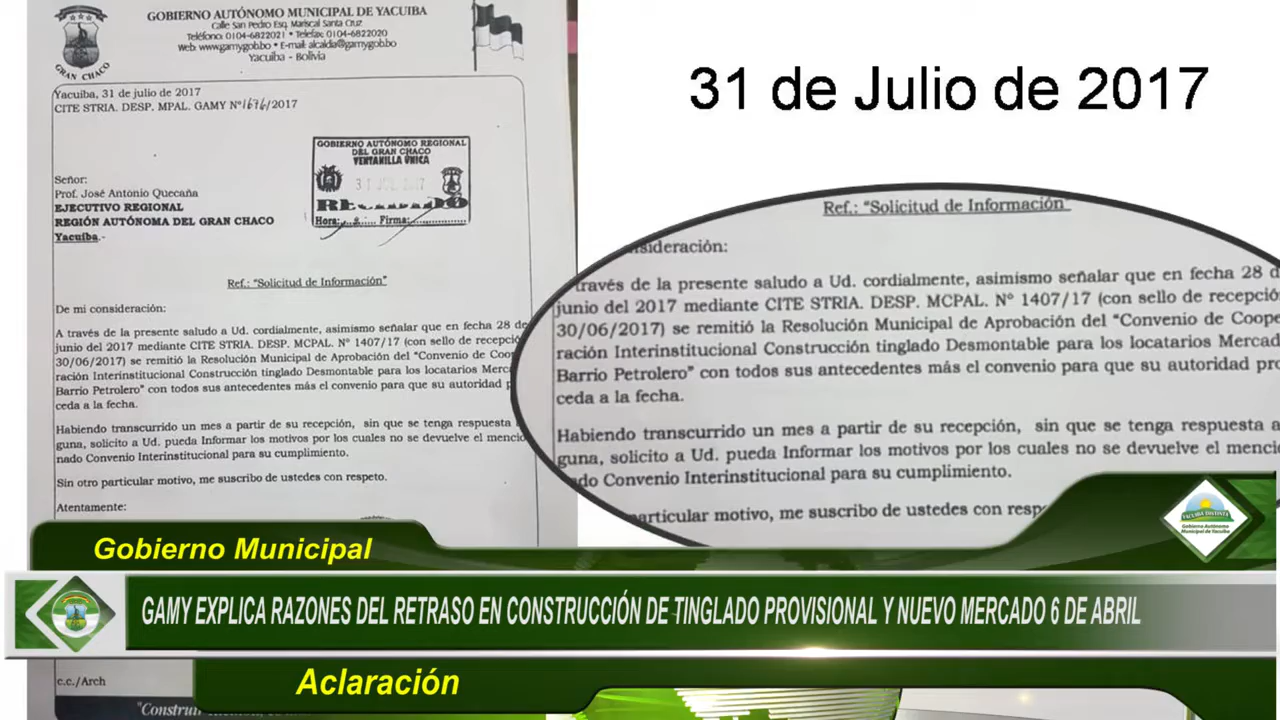 GOBIERNO AUTÓNOMO MUNICIPAL DE YACUIBA
Calle San Pedro Esq. Mariscal Santa Cruz
Teléfono: 0104-6822021 • Telefax: 0104-6822020
Web: www.gamygob.bo • E-mail: alcaldia@gamygob.bo
Yacuiba - Bolivia
GRAN CHACO
Yacuiba, 31 de julio de 2017
CITE STRIA. DESP. MPAL. GAMY Nº1676/2017
GOBIERNO AUTÓNOMO REGIONAL
DEL GRAN CHACO
VENTANILLA ÚNICA
Hora: Firma:
Señor:
Prof. José Antonio Quecaña
EJECUTIVO REGIONAL
REGIÓN AUTÓNOMA DEL GRAN CHACO
Yacuiba.-
Ref.: “Solicitud de Información”
De mi consideración:
A través de la presente saludo a Ud. cordialmente, asimismo señalar que en fecha 28 de
junio del 2017 mediante CITE STRIA. DESP. MCPAL. N° 1407/17 (con sello de recepció
30/06/2017) se remitió la Resolución Municipal de Aprobación del “Convenio de Coop
ración Interinstitucional Construcción tinglado Desmontable para los locatarios Merc
Barrio Petrolero” con todos sus antecedentes más el convenio para que su autoridad p
ceda a la fecha.
Habiendo transcurrido un mes a partir de su recepción, sin que se tenga respuesta
guna, solicito a Ud. pueda Informar los motivos por los cuales no se devuelve el mencio
nado Convenio Interinstitucional para su cumplimiento.
Sin otro particular motivo, me suscribo de ustedes con respeto.
Atentamente:
c.c./Arch
31 de Julio de 2017
Ref.: “Solicitud de Información”
sideración:
través de la presente saludo a Ud. cordialmente, asimismo señalar que en fecha 28 d
junio del 2017 mediante CITE STRIA. DESP. MCPAL. N° 1407/17 (con sello de recepción
30/06/2017) se remitió la Resolución Municipal de Aprobación del “Convenio de Coope
ración Interinstitucional Construcción tinglado Desmontable para los locatarios Mercad
Barrio Petrolero” con todos sus antecedentes más el convenio para que su autoridad pro
ceda a la fecha.
Habiendo transcurrido un mes a partir de su recepción, sin que se tenga respuesta a
guna, solicito a Ud. pueda Informar los motivos por los cuales no se devuelve el mencio
do Convenio Interinstitucional para su cumplimiento.
articular motivo, me suscribo de ustedes con resp
Gobierno Municipal
GAMY EXPLICA RAZONES DEL RETRASO EN CONSTRUCCIÓN DE TINGLADO PROVISIONAL Y NUEVO MERCADO 6 DE ABRIL
Aclaración
Gobierno Autónomo
Municipal de Yacuiba